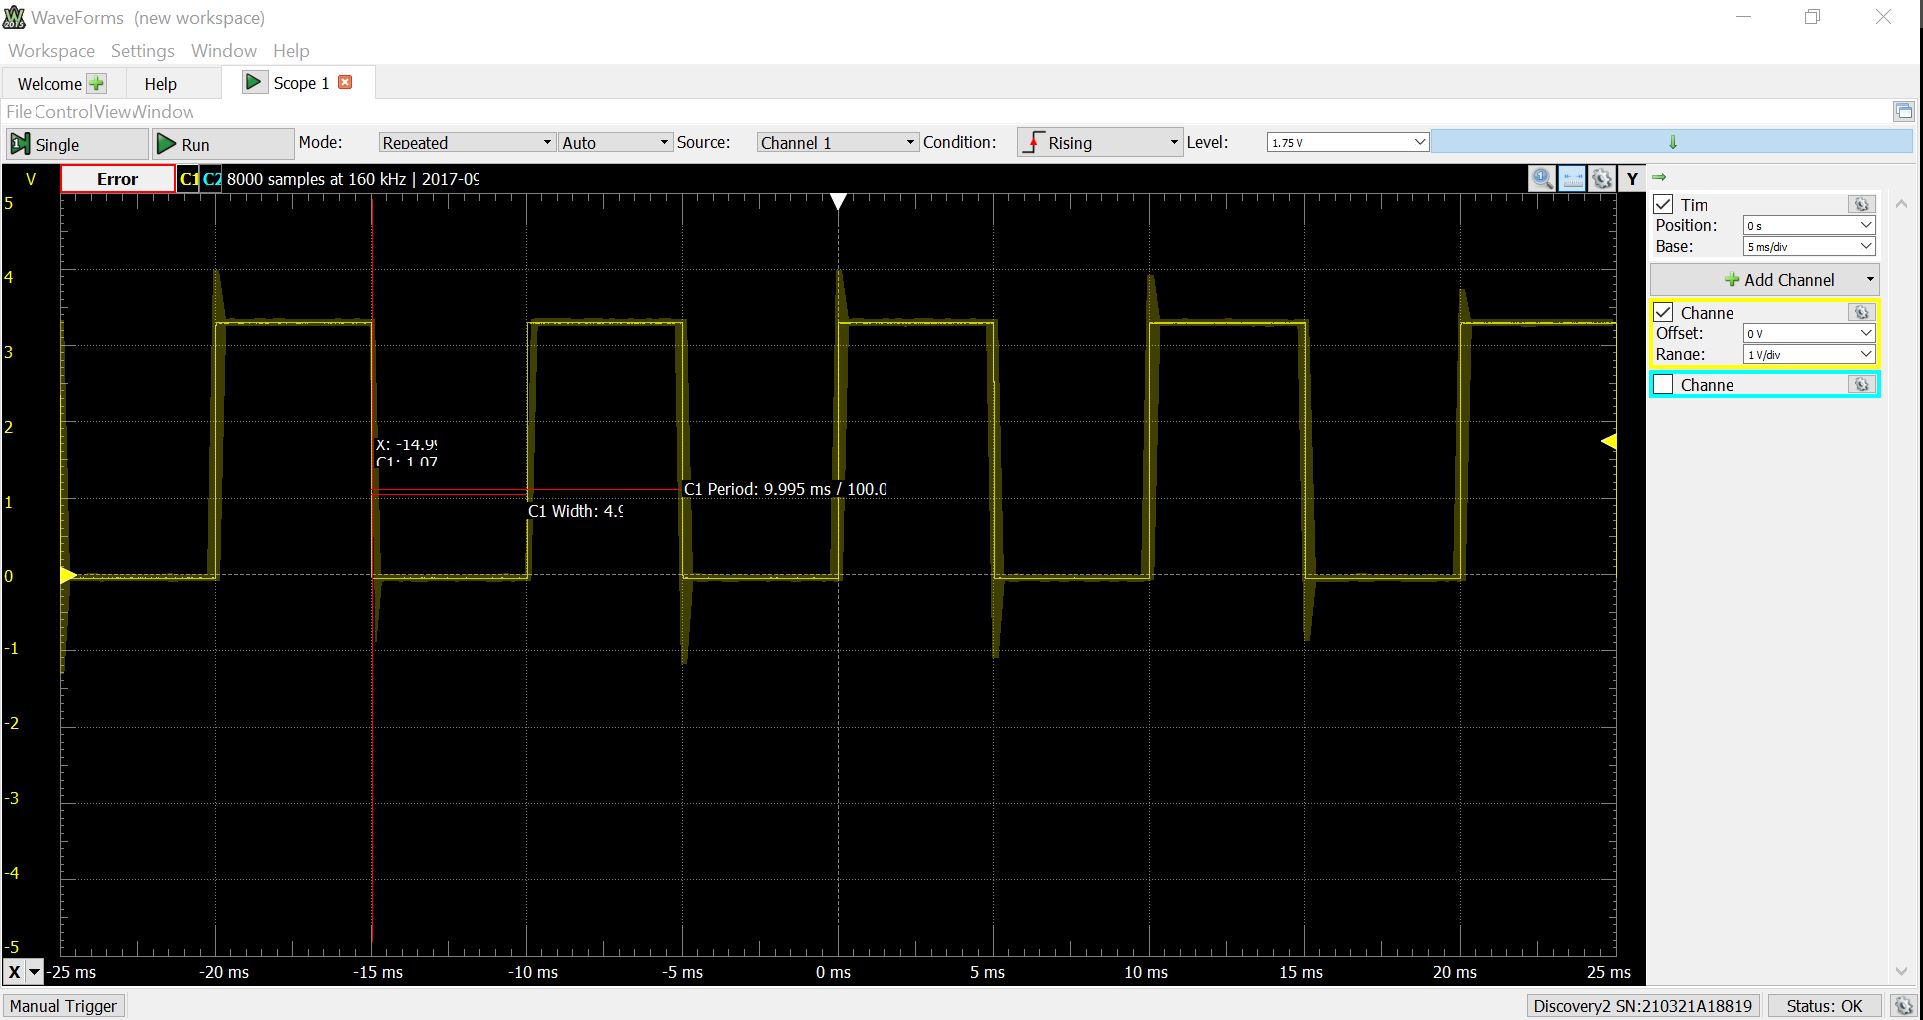 WaveForms (new workspace)
Workspace Settings Window Help
Welcome Help Scope 1
File Control View Window
Single Run Mode: Repeated Auto Source: Channel 1 Condition: Rising Level: 1.75 V
V Error C1 C2 8000 samples at 160 kHz | 2017-09 Y
Tim
Position: 0 s
Base: 5 ms/div
Add Channel
Channe
Offset: 0 V
Range: 1 V/div
Channe
5
4
3
2
1
0
-1
-2
-3
-4
-5
X: -14.99
C1: 1.07
C1 Period: 9.995 ms / 100.0
C1 Width: 4.9
X -25 ms -20 ms -15 ms -10 ms -5 ms 0 ms 5 ms 10 ms 15 ms 20 ms 25 ms
Manual Trigger Discovery2 SN:210321A18819 Status: OK